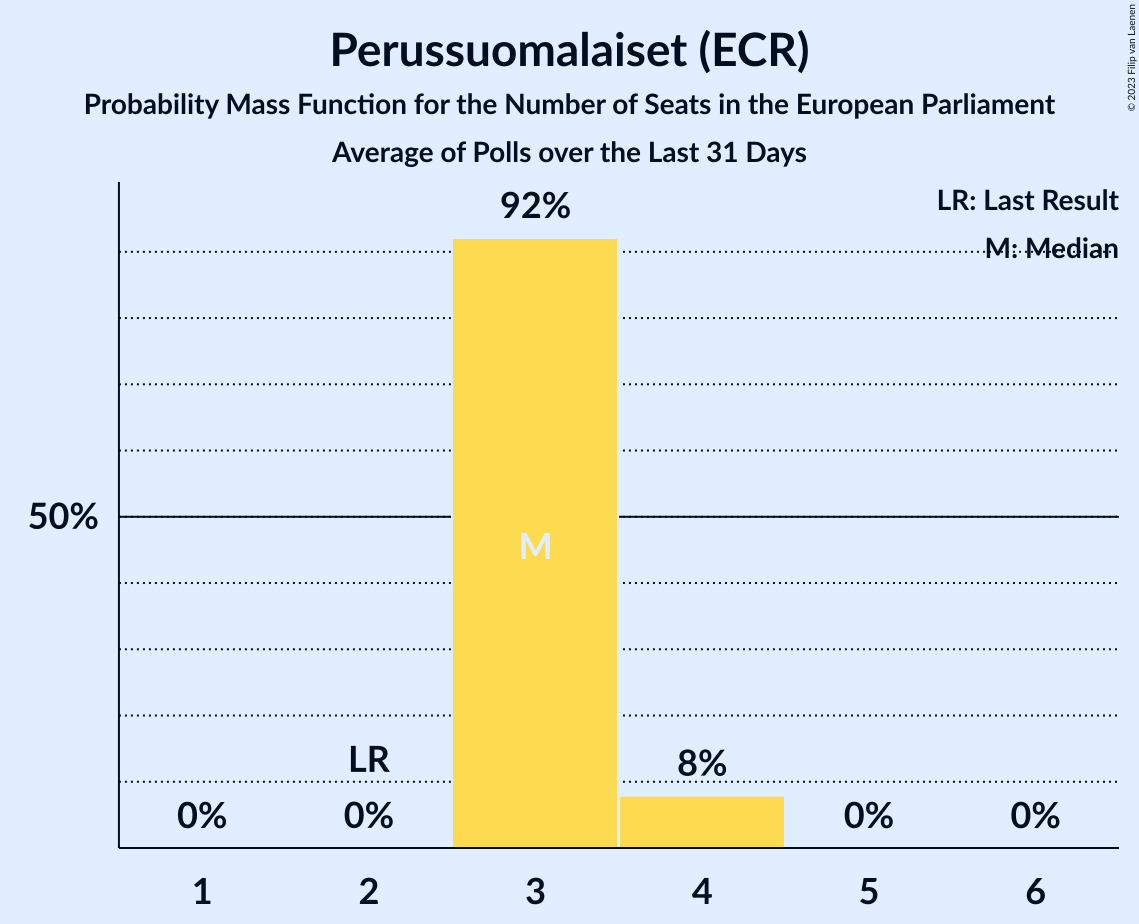 Perussuomalaiset (ECR)
Probability Mass Function for the Number of Seats in the European Parliament
Average of Polls over the Last 31 Days
© 2023 Filip van Laenen
LR: Last Result
M: Median
92%
50%
M
LR
8%
0% 0% 0% 0%
1 2 3 4 5 6